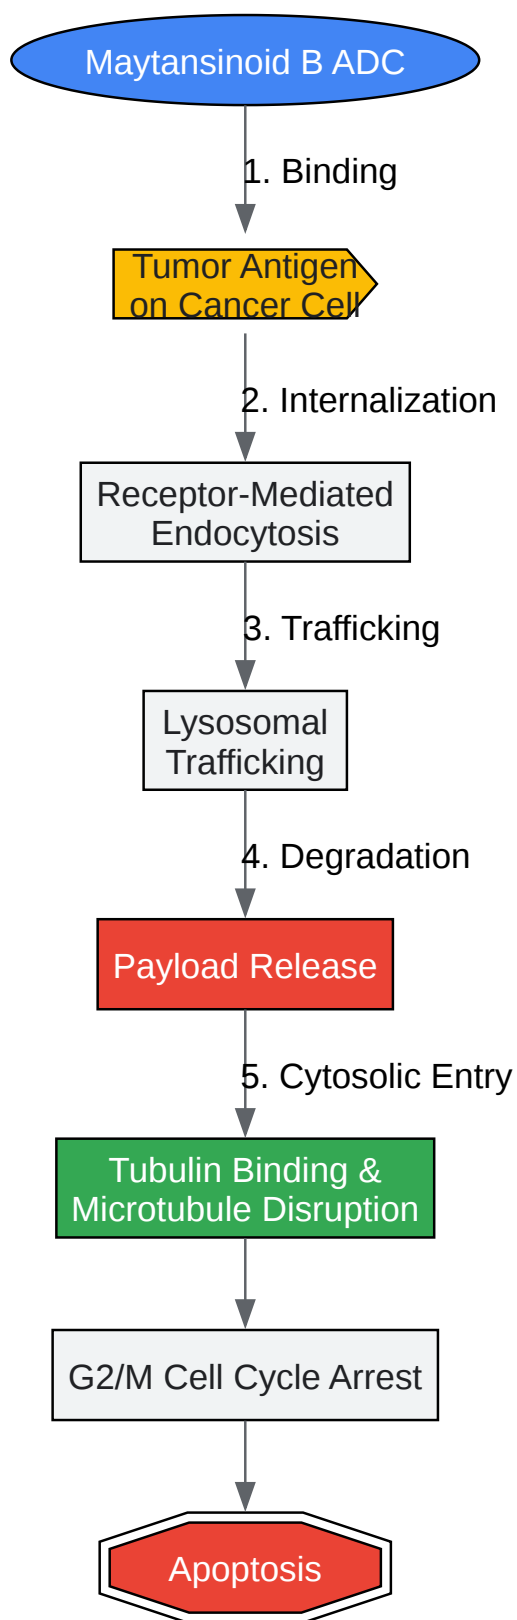 Maytansinoid B ADC
1. Binding
Tumor Antigen
on Cancer Cell
2. Internalization
Receptor-Mediated
Endocytosis
3. Trafficking
Lysosomal
Trafficking
4. Degradation
Payload Release
5. Cytosolic Entry
Tubulin Binding &
Microtubule Disruption
G2/M Cell Cycle Arrest
Apoptosis